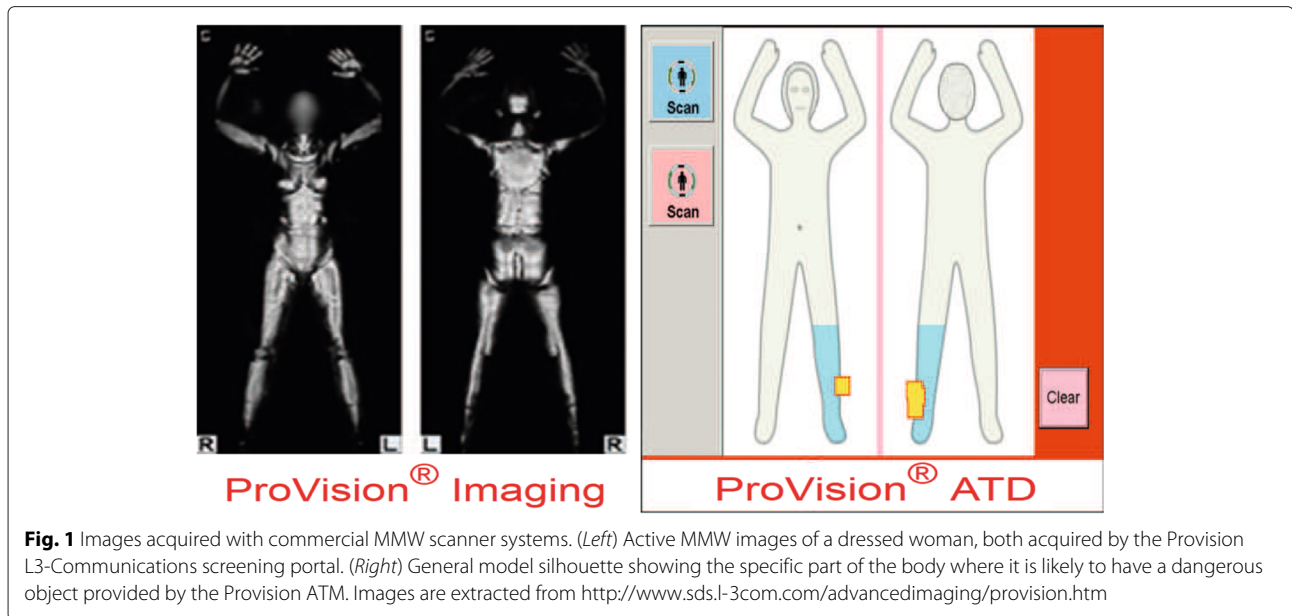 Scan
Scan
Clear
R
L
L
R
ProVision® Imaging
ProVision® ATD
Fig. 1 Images acquired with commercial MMW scanner systems. (Left) Active MMW images of a dressed woman, both acquired by the Provision
L3-Communications screening portal. (Right) General model silhouette showing the specific part of the body where it is likely to have a dangerous
object provided by the Provision ATM. Images are extracted from http://www.sds.l-3com.com/advancedimaging/provision.htm